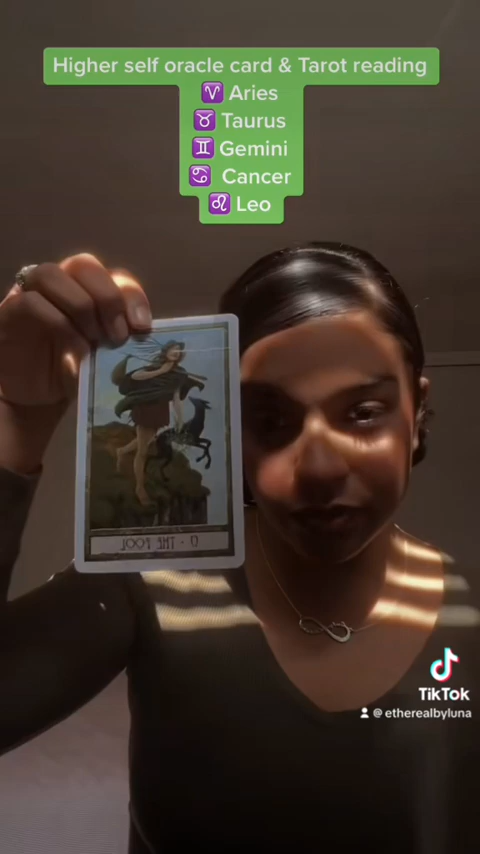 Higher self oracle card & Tarot reading
♈ Aries
♉ Taurus
♊ Gemini
♋ Cancer
♌ Leo
0 · THE FOOL
TikTok
@etherealbyluna